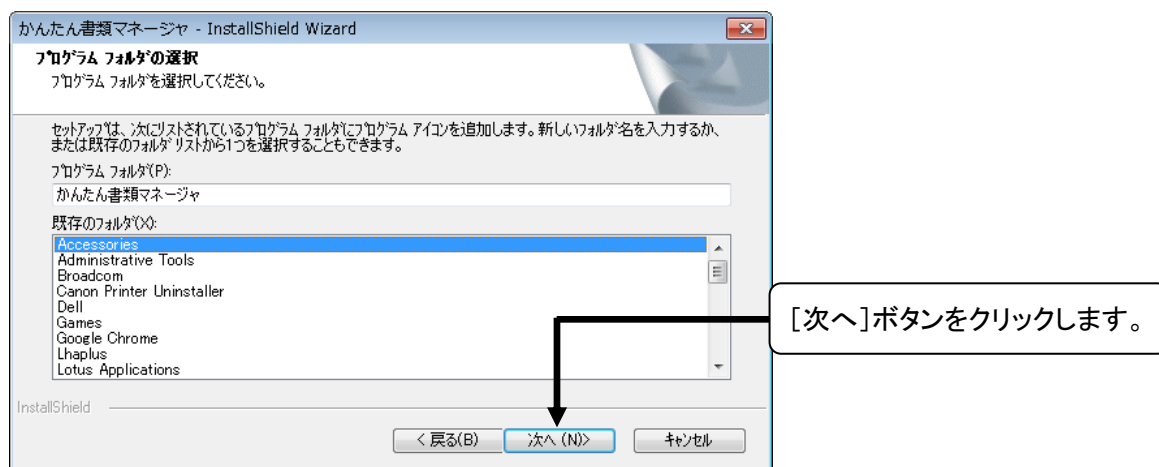 かんたん書類マネージャ - InstallShield Wizard
プログラム フォルダの選択
プログラム フォルダを選択してください。
セットアップは、次にリストされているプログラム フォルダにプログラム アイコンを追加します。新しいフォルダ名を入力するか、
または既存のフォルダ リストから1つを選択することもできます。
プログラム フォルダ(P):
かんたん書類マネージャ
既存のフォルダ(X):
Accessories
Administrative Tools
Broadcom
Canon Printer Uninstaller
Dell
Games
Google Chrome
Lhaplus
Lotus Applications
[次へ]ボタンをクリックします。
InstallShield
< 戻る(B)
次へ (N)>
キャンセル